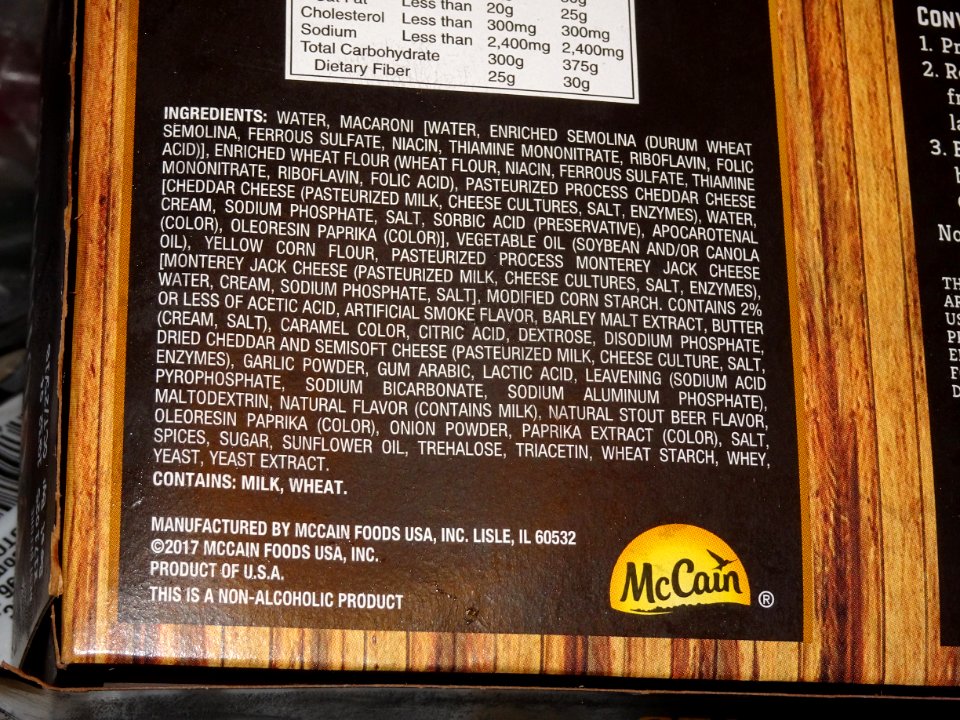 Less than 20g 25g
Cholesterol Less than 300mg 300mg
Sodium Less than 2,400mg 2,400mg
Total Carbohydrate 300g 375g
Dietary Fiber 25g 30g
INGREDIENTS: WATER, MACARONI [WATER, ENRICHED SEMOLINA (DURUM WHEAT
SEMOLINA, FERROUS SULFATE, NIACIN, THIAMINE MONONITRATE, RIBOFLAVIN, FOLIC
ACID)], ENRICHED WHEAT FLOUR (WHEAT FLOUR, NIACIN, FERROUS SULFATE, THIAMINE
MONONITRATE, RIBOFLAVIN, FOLIC ACID), PASTEURIZED PROCESS CHEDDAR CHEESE
[CHEDDAR CHEESE (PASTEURIZED MILK, CHEESE CULTURES, SALT, ENZYMES), WATER,
CREAM, SODIUM PHOSPHATE, SALT, SORBIC ACID (PRESERVATIVE), APOCAROTENAL
(COLOR), OLEORESIN PAPRIKA (COLOR)], VEGETABLE OIL (SOYBEAN AND/OR CANOLA
OIL), YELLOW CORN FLOUR, PASTEURIZED PROCESS MONTEREY JACK CHEESE
[MONTEREY JACK CHEESE (PASTEURIZED MILK, CHEESE CULTURES, SALT, ENZYMES),
WATER, CREAM, SODIUM PHOSPHATE, SALT], MODIFIED CORN STARCH. CONTAINS 2%
OR LESS OF ACETIC ACID, ARTIFICIAL SMOKE FLAVOR, BARLEY MALT EXTRACT, BUTTER
(CREAM, SALT), CARAMEL COLOR, CITRIC ACID, DEXTROSE, DISODIUM PHOSPHATE,
DRIED CHEDDAR AND SEMISOFT CHEESE (PASTEURIZED MILK, CHEESE CULTURE, SALT,
ENZYMES), GARLIC POWDER, GUM ARABIC, LACTIC ACID, LEAVENING (SODIUM ACID
PYROPHOSPHATE, SODIUM BICARBONATE, SODIUM ALUMINUM PHOSPHATE),
MALTODEXTRIN, NATURAL FLAVOR (CONTAINS MILK), NATURAL STOUT BEER FLAVOR,
OLEORESIN PAPRIKA (COLOR), ONION POWDER, PAPRIKA EXTRACT (COLOR), SALT,
SPICES, SUGAR, SUNFLOWER OIL, TREHALOSE, TRIACETIN, WHEAT STARCH, WHEY,
YEAST, YEAST EXTRACT.
CONTAINS: MILK, WHEAT.
MANUFACTURED BY MCCAIN FOODS USA, INC. LISLE, IL 60532
©2017 MCCAIN FOODS USA, INC.
PRODUCT OF U.S.A.
THIS IS A NON-ALCOHOLIC PRODUCT
McCain ®
1.
2.
3.